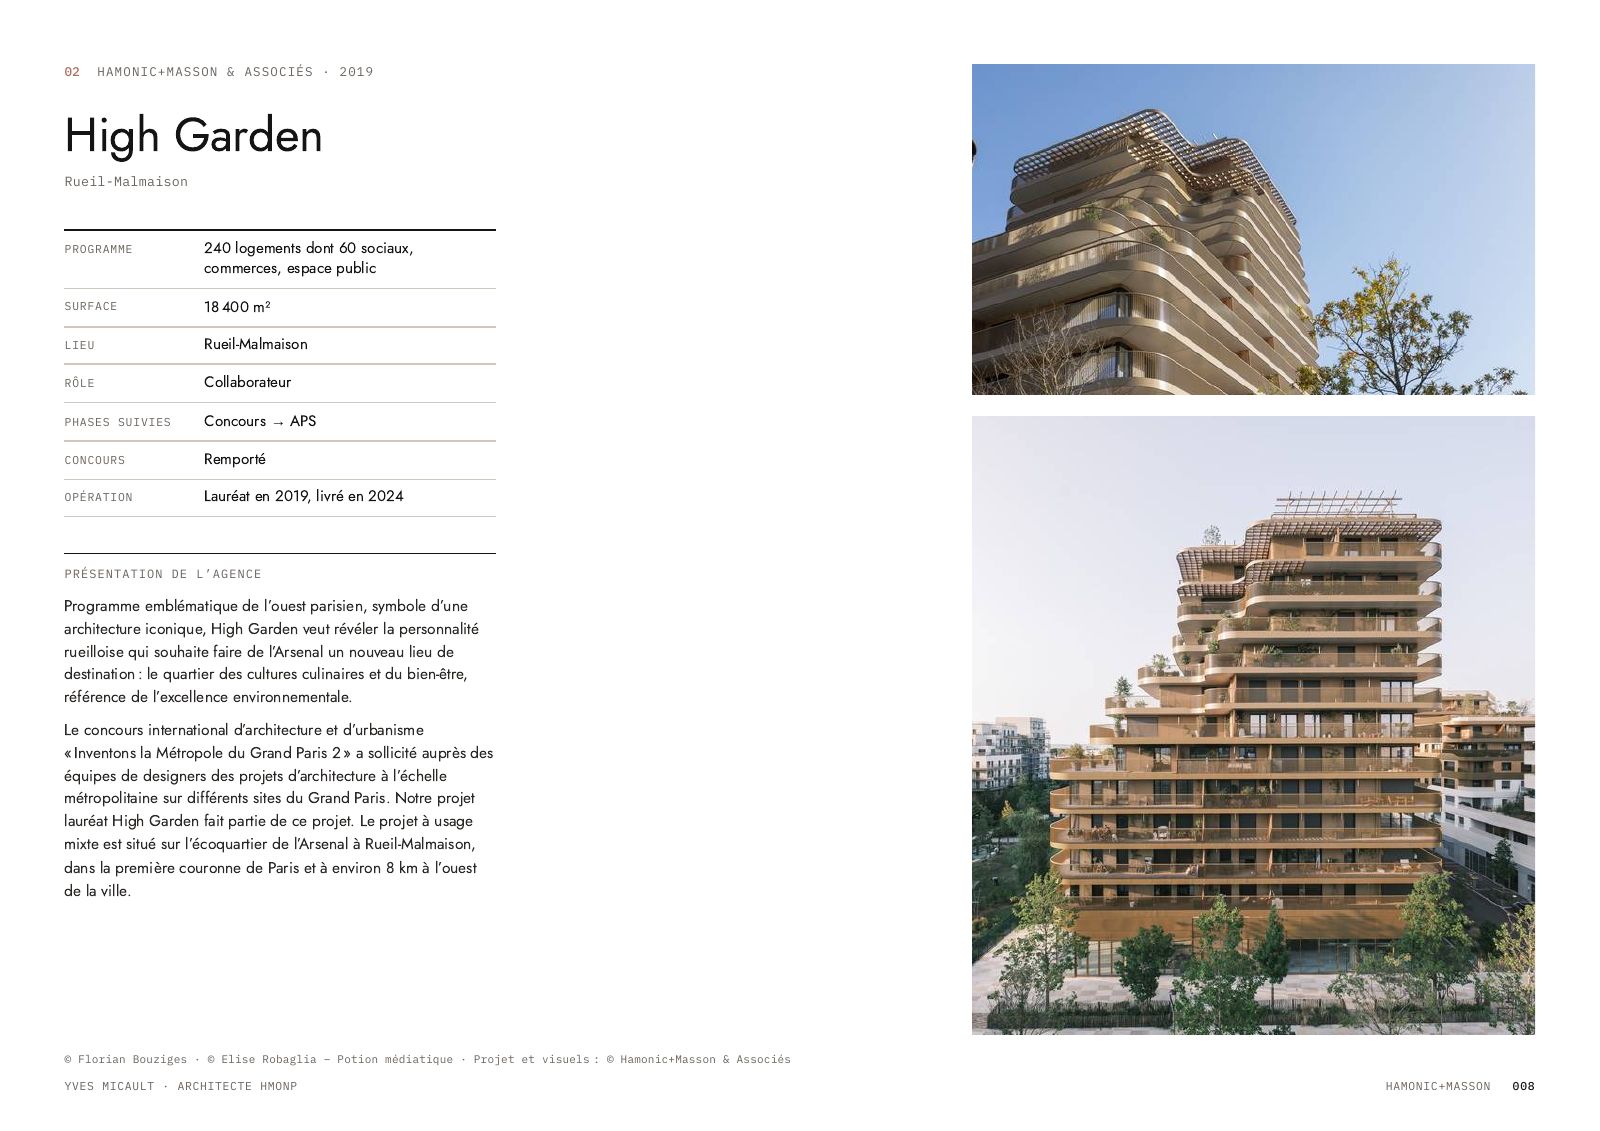 02 HAMONIC+MASSON & ASSOCIÉS · 2019
High Garden
Rueil-Malmaison
PROGRAMME 240 logements dont 60 sociaux,
commerces, espace public
SURFACE 18 400 m²
LIEU Rueil-Malmaison
RÔLE Collaborateur
PHASES SUIVIES Concours → APS
CONCOURS Remporté
OPÉRATION Lauréat en 2019, livré en 2024
PRÉSENTATION DE L’AGENCE
Programme emblématique de l’ouest parisien, symbole d’une
architecture iconique, High Garden veut révéler la personnalité
rueilloise qui souhaite faire de l’Arsenal un nouveau lieu de
destination : le quartier des cultures culinaires et du bien-être,
référence de l’excellence environnementale.
Le concours international d’architecture et d’urbanisme
« Inventons la Métropole du Grand Paris 2 » a sollicité auprès des
équipes de designers des projets d’architecture à l’échelle
métropolitaine sur différents sites du Grand Paris. Notre projet
lauréat High Garden fait partie de ce projet. Le projet à usage
mixte est situé sur l’écoquartier de l’Arsenal à Rueil-Malmaison,
dans la première couronne de Paris et à environ 8 km à l’ouest
de la ville.
© Florian Bouziges · © Elise Robaglia – Potion médiatique · Projet et visuels : © Hamonic+Masson & Associés
YVES MICAULT · ARCHITECTE HMONP
HAMONIC+MASSON 008